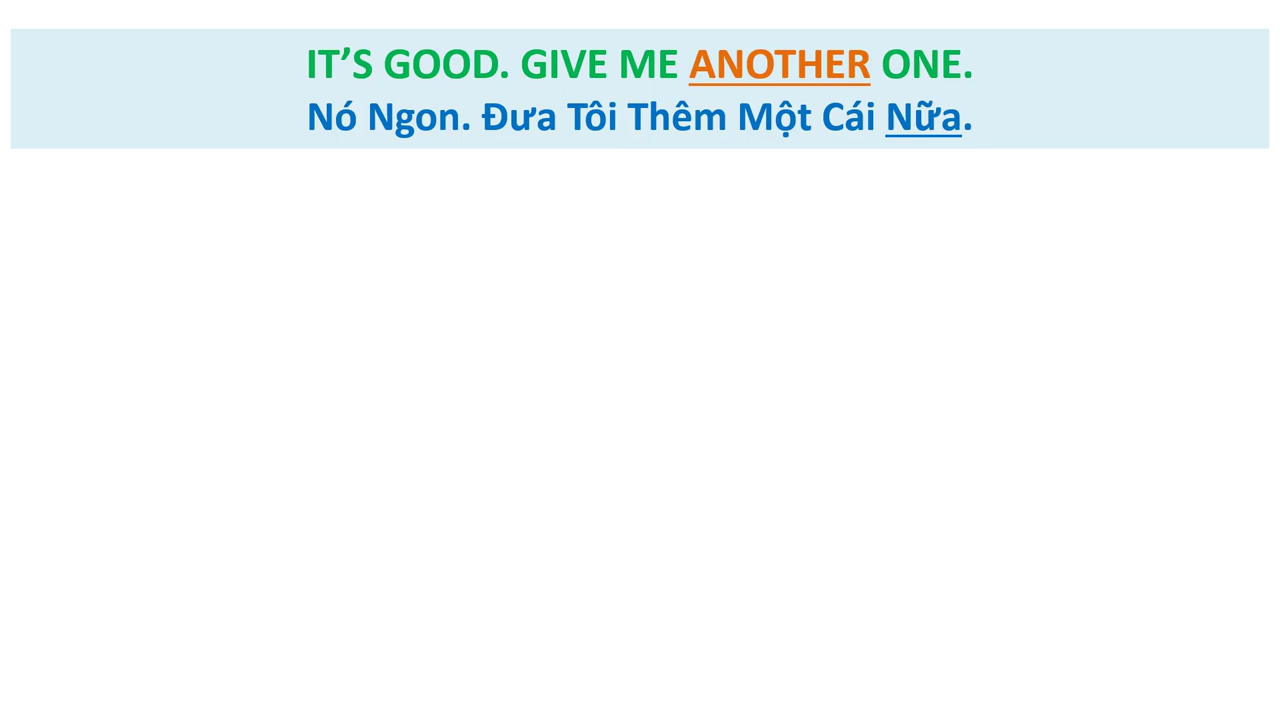 IT’S GOOD. GIVE ME ANOTHER ONE.
Nó Ngon. Đưa Tôi Thêm Một Cái Nữa.